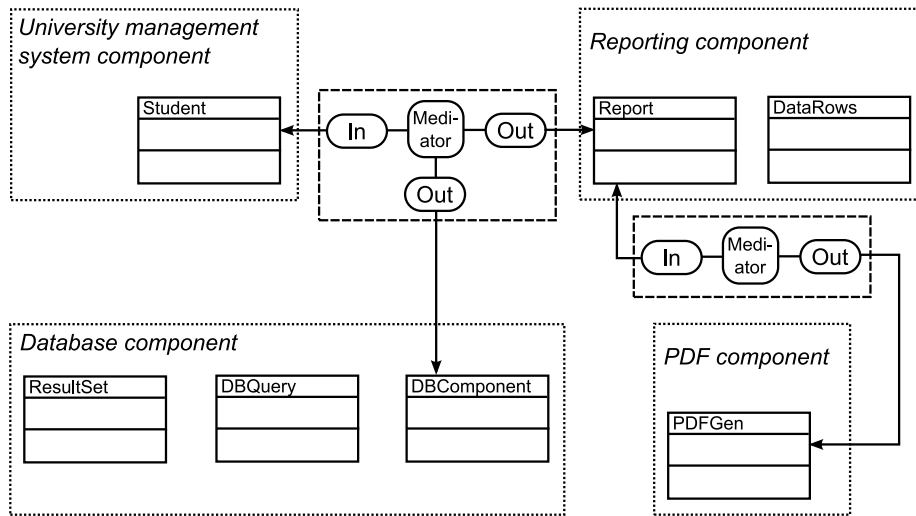 University management
system component
Student
In
Medi-
ator
Out
Out
Reporting component
Report
DataRows
In
Medi-
ator
Out
Database component
ResultSet
DBQuery
DBComponent
PDF component
PDFGen